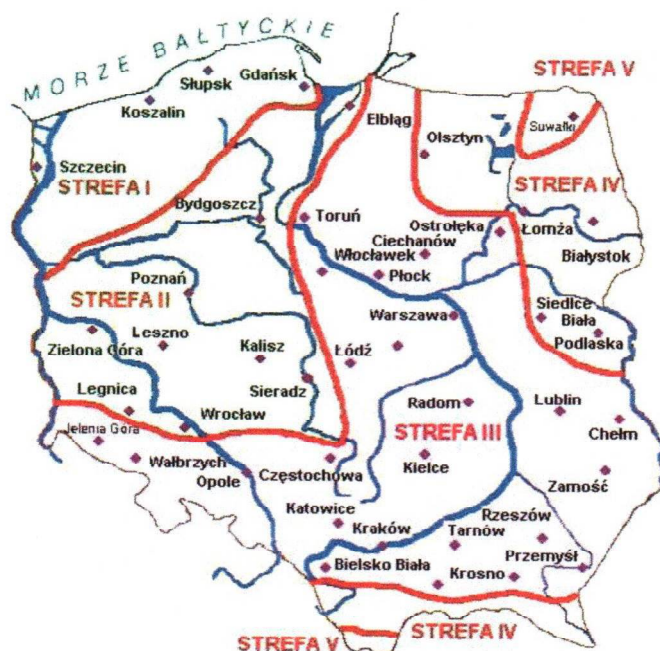 MORZE BAŁTYCKIE
STREFA V
Słupsk
Gdańsk
Koszalin
Elbląg
Olsztyn
Suwałki
Szczecin
STREFA I
STREFA IV
Bydgoszcz
Toruń
Ostrołęka
Łomża
Ciechanów
Białystok
Włocławek
Płock
Poznań
STREFA II
Siedlce
Biała
Podlaska
Warszawa
Leszno
Zielona Góra
Kalisz
Łódź
Sieradz
Legnica
Radom
Lublin
Wrocław
Jelenia Góra
STREFA III
Chełm
Wałbrzych
Częstochowa
Kielce
Opole
Zamość
Katowice
Rzeszów
Kraków
Tarnów
Przemyśl
Bielsko Biała
Krosno
STREFA V
STREFA IV